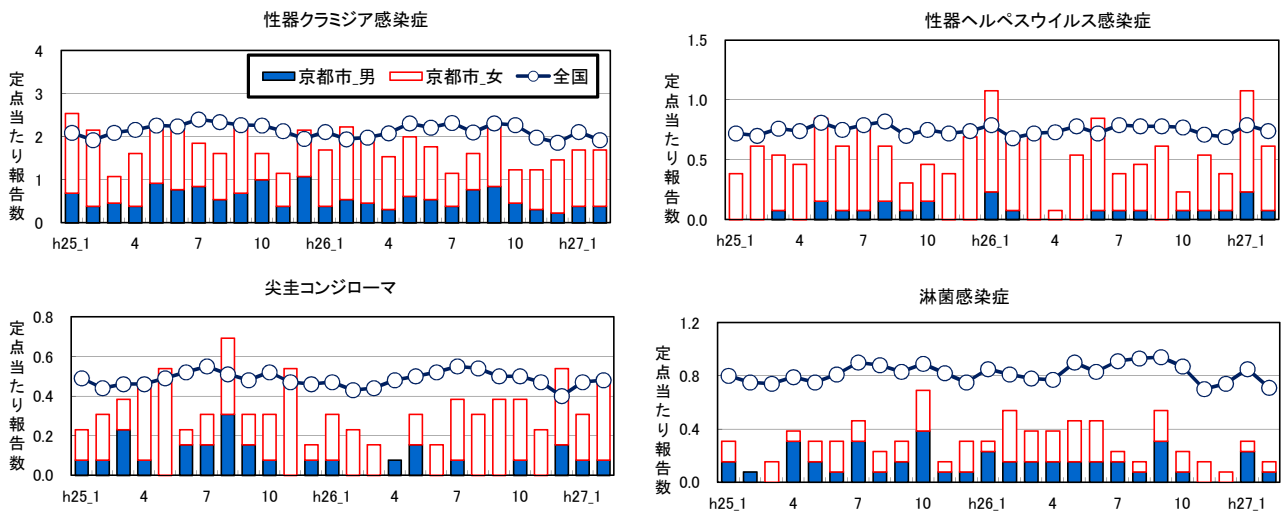 性器クラミジア感染症
定点当たり報告数
4
3
2
1
0
京都市_男 京都市_女 全国
h25_1 4 7 10 h26_1 4 7 10 h27_1
性器ヘルペスウイルス感染症
定点当たり報告数
1.5
1.0
0.5
0.0
h25_1 4 7 10 h26_1 4 7 10 h27_1
尖圭コンジローマ
定点当たり報告数
0.8
0.6
0.4
0.2
0.0
h25_1 4 7 10 h26_1 4 7 10 h27_1
淋菌感染症
定点当たり報告数
1.2
0.8
0.4
0.0
h25_1 4 7 10 h26_1 4 7 10 h27_1